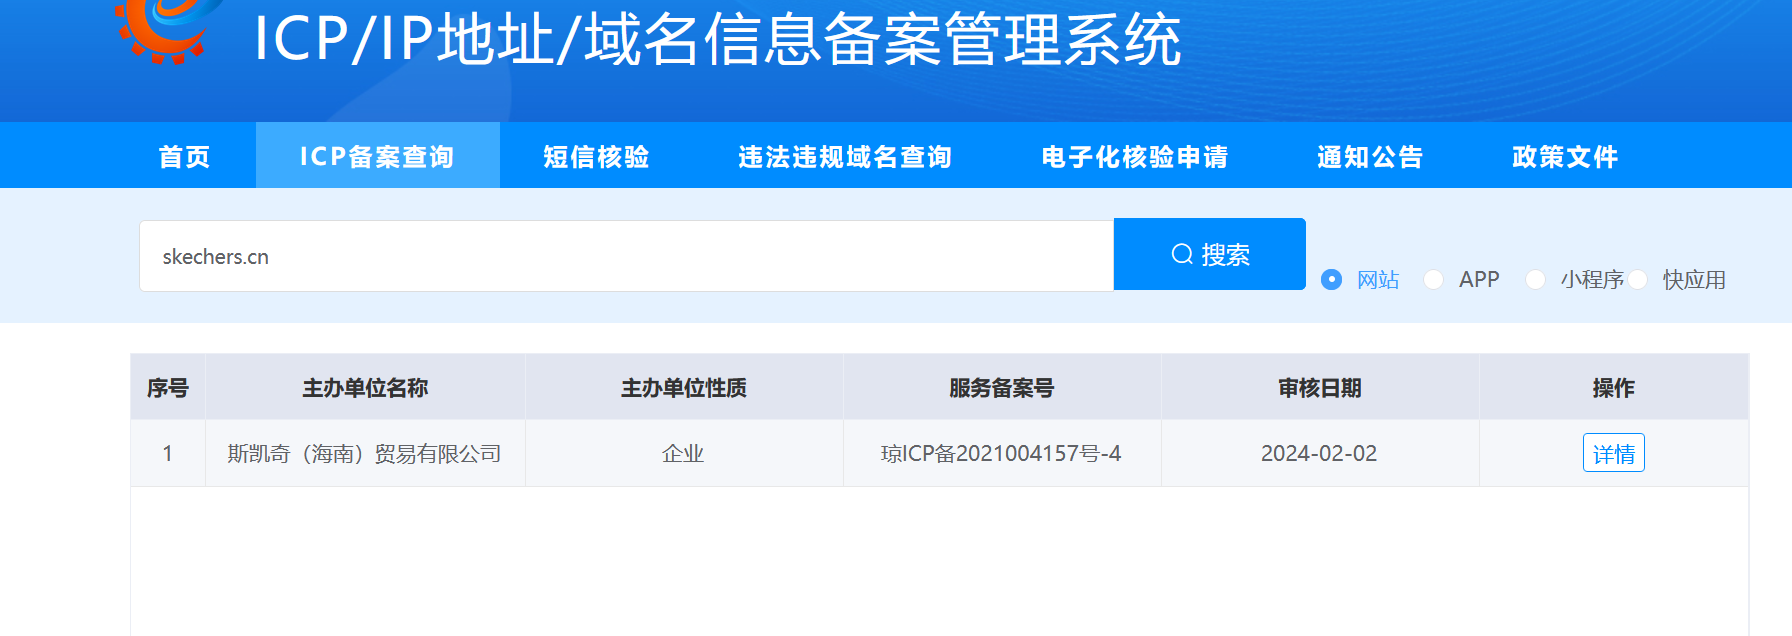 ICP/IP地址/域名信息备案管理系统
首页 ICP备案查询 短信核验 违法违规域名查询 电子化核验申请 通知公告 政策文件
skechers.cn 搜索 网站 APP 小程序 快应用
序号 主办单位名称 主办单位性质 服务备案号 审核日期 操作
1 斯凯奇（海南）贸易有限公司 企业 琼ICP备2021004157号-4 2024-02-02 详情